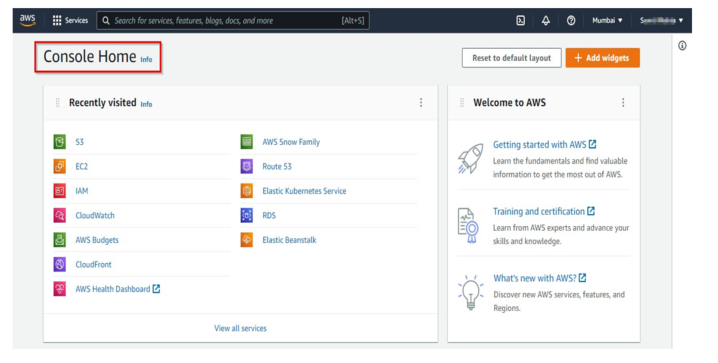 aws
Services
Search for services, features, blogs, docs, and more
[Alt+S]
Mumbai ▼
Console Home Info
Reset to default layout
+ Add widgets
Recently visited Info
S3
EC2
IAM
CloudWatch
AWS Budgets
CloudFront
AWS Health Dashboard
AWS Snow Family
Route 53
Elastic Kubernetes Service
RDS
Elastic Beanstalk
View all services
Welcome to AWS
Getting started with AWS
Learn the fundamentals and find valuable
information to get the most out of AWS.
Training and certification
Learn from AWS experts and advance your
skills and knowledge.
What's new with AWS?
Discover new AWS services, features, and
Regions.